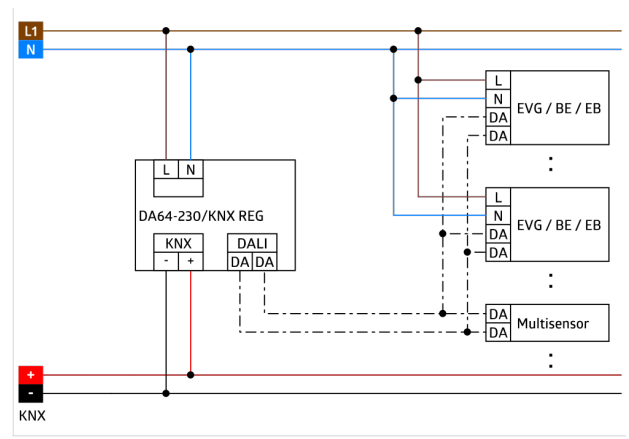 L1
N
L
N
DA
DA
EVG / BE / EB
:
L N
DA64-230/KNX REG
KNX
- +
DALI
DA DA
L
N
DA
DA
EVG / BE / EB
:
DA
DA
Multisensor
:
+
-
KNX